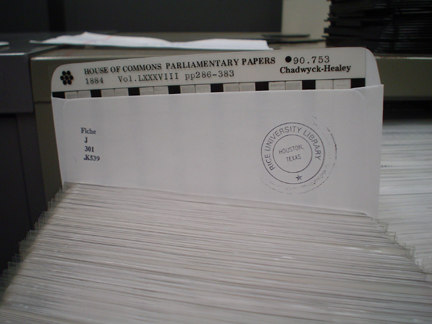 HOUSE OF COMMONS PARLIAMENTARY PAPERS 90.753
1884 Vol.LXXXVIII pp286-383 Chadwyck-Healey
Fiche
J
301
.K539
RICE UNIVERSITY LIBRARY
HOUSTON,
TEXAS